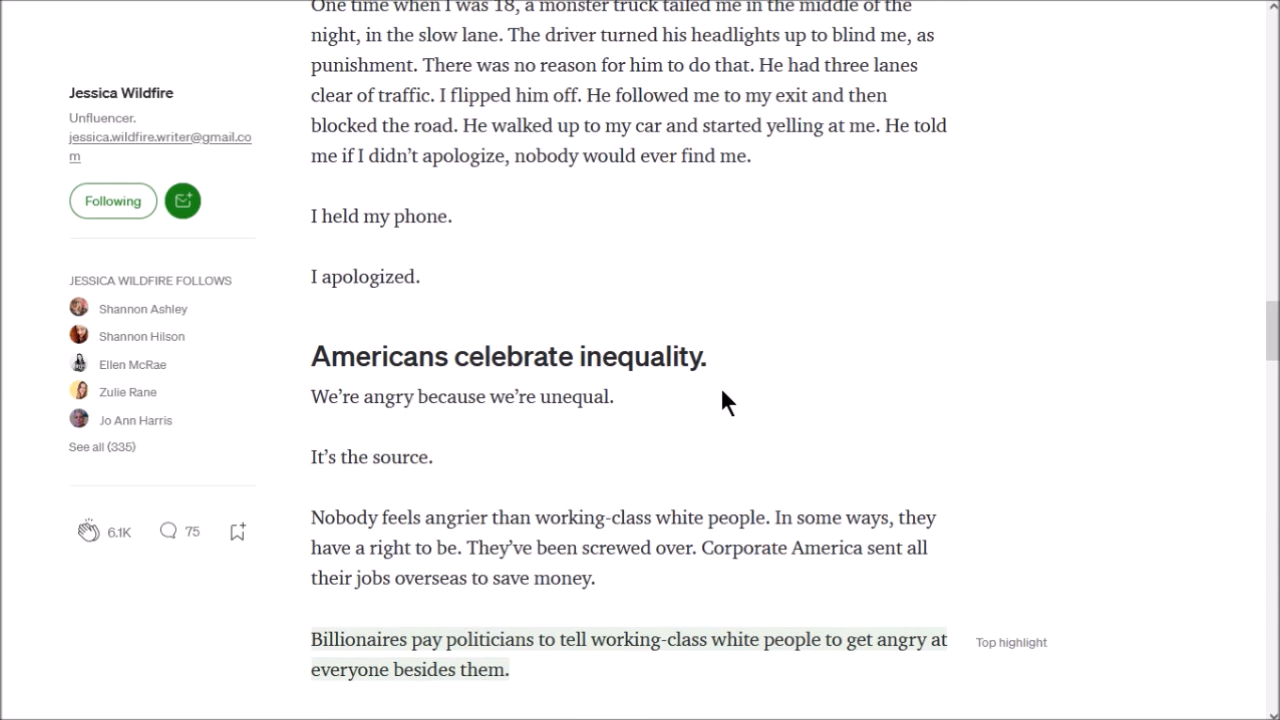 One time when I was 18, a monster truck tailed me in the middle of the
night, in the slow lane. The driver turned his headlights up to blind me, as
punishment. There was no reason for him to do that. He had three lanes
clear of traffic. I flipped him off. He followed me to my exit and then
blocked the road. He walked up to my car and started yelling at me. He told
me if I didn’t apologize, nobody would ever find me.
I held my phone.
I apologized.
Americans celebrate inequality.
We’re angry because we’re unequal.
It’s the source.
Nobody feels angrier than working-class white people. In some ways, they
have a right to be. They’ve been screwed over. Corporate America sent all
their jobs overseas to save money.
Billionaires pay politicians to tell working-class white people to get angry at
everyone besides them.
Top highlight
Jessica Wildfire
Unfluencer.
jessica.wildfire.writer@gmail.co
m
Following
JESSICA WILDFIRE FOLLOWS
Shannon Ashley
Shannon Hilson
Ellen McRae
Zulie Rane
Jo Ann Harris
See all (335)
6.1K 75